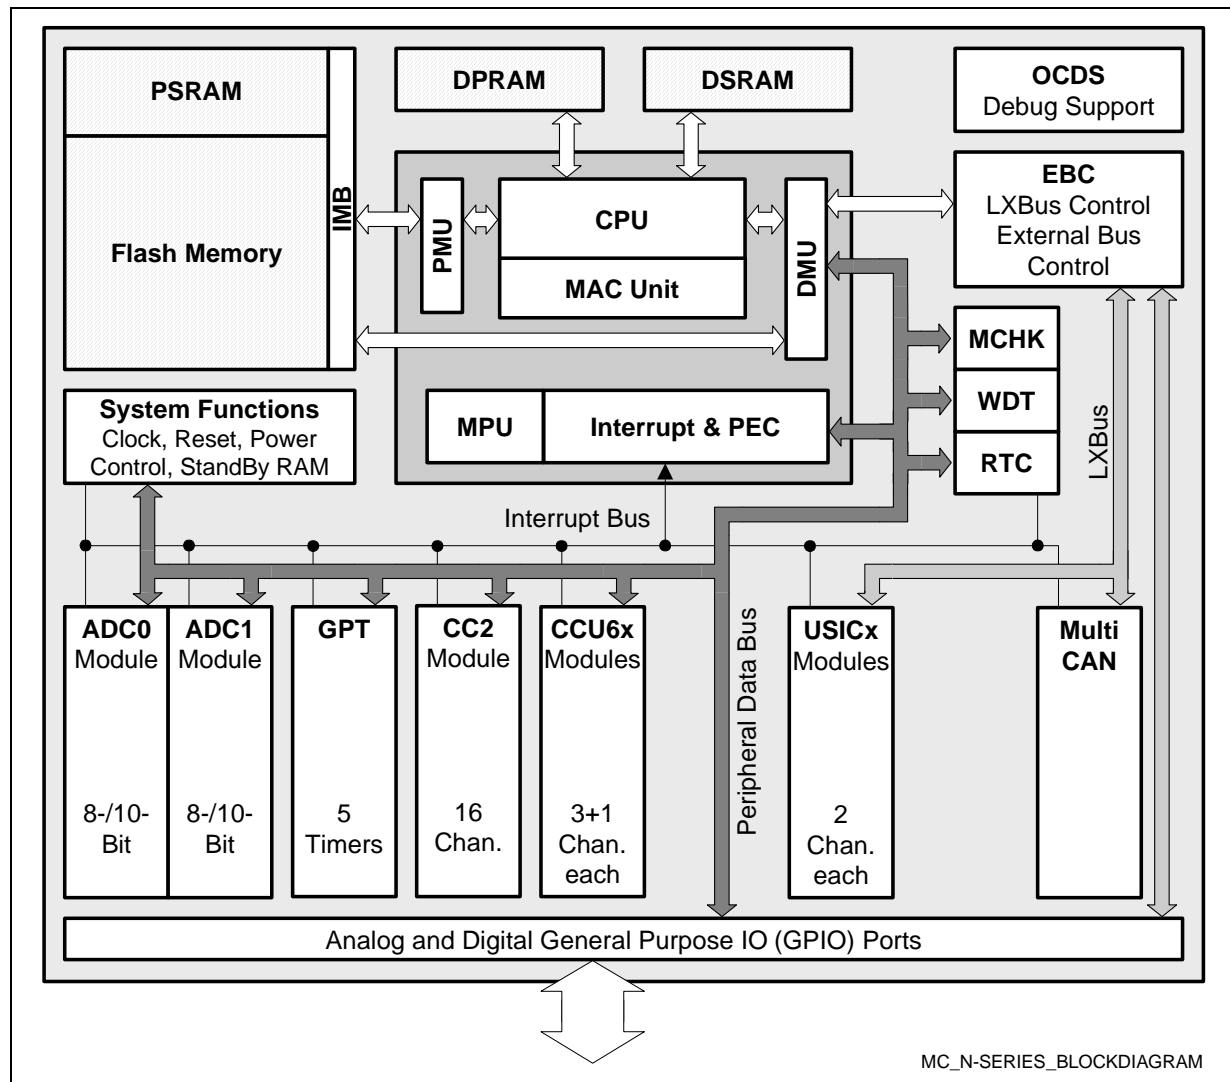 PSRAM
Flash Memory
IMB
DPRAM
DSRAM
OCDS
Debug Support
PMU
CPU
MAC Unit
DMU
EBC
LXBus Control
External Bus
Control
MPU
Interrupt & PEC
MCHK
WDT
RTC
LXBus
System Functions
Clock, Reset, Power
Control, StandBy RAM
Interrupt Bus
Peripheral Data Bus
ADC0
Module
8-/10-
Bit
ADC1
Module
8-/10-
Bit
GPT
5
Timers
CC2
Module
16
Chan.
CCU6x
Modules
3+1
Chan.
each
USICx
Modules
2
Chan.
each
Multi
CAN
Analog and Digital General Purpose IO (GPIO) Ports
MC_N-SERIES_BLOCKDIAGRAM